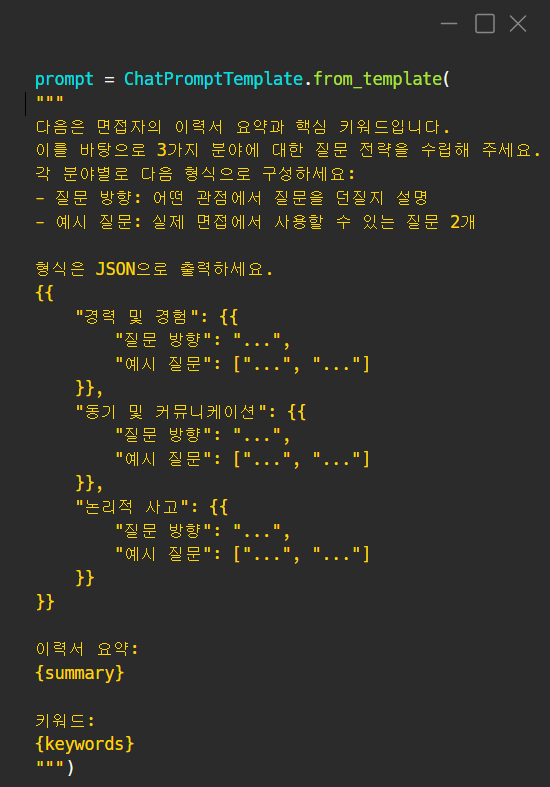 prompt = ChatPromptTemplate.from_template(
"""
다음은 면접자의 이력서 요약과 핵심 키워드입니다.
이를 바탕으로 3가지 분야에 대한 질문 전략을 수립해 주세요.
각 분야별로 다음 형식으로 구성하세요:
- 질문 방향: 어떤 관점에서 질문을 던질지 설명
- 예시 질문: 실제 면접에서 사용할 수 있는 질문 2개

형식은 JSON으로 출력하세요.
{{
    "경력 및 경험": {{
        "질문 방향": "...",
        "예시 질문": ["...", "..."]
    }},
    "동기 및 커뮤니케이션": {{
        "질문 방향": "...",
        "예시 질문": ["...", "..."]
    }},
    "논리적 사고": {{
        "질문 방향": "...",
        "예시 질문": ["...", "..."]
    }}
}}

이력서 요약:
{summary}

키워드:
{keywords}
""")